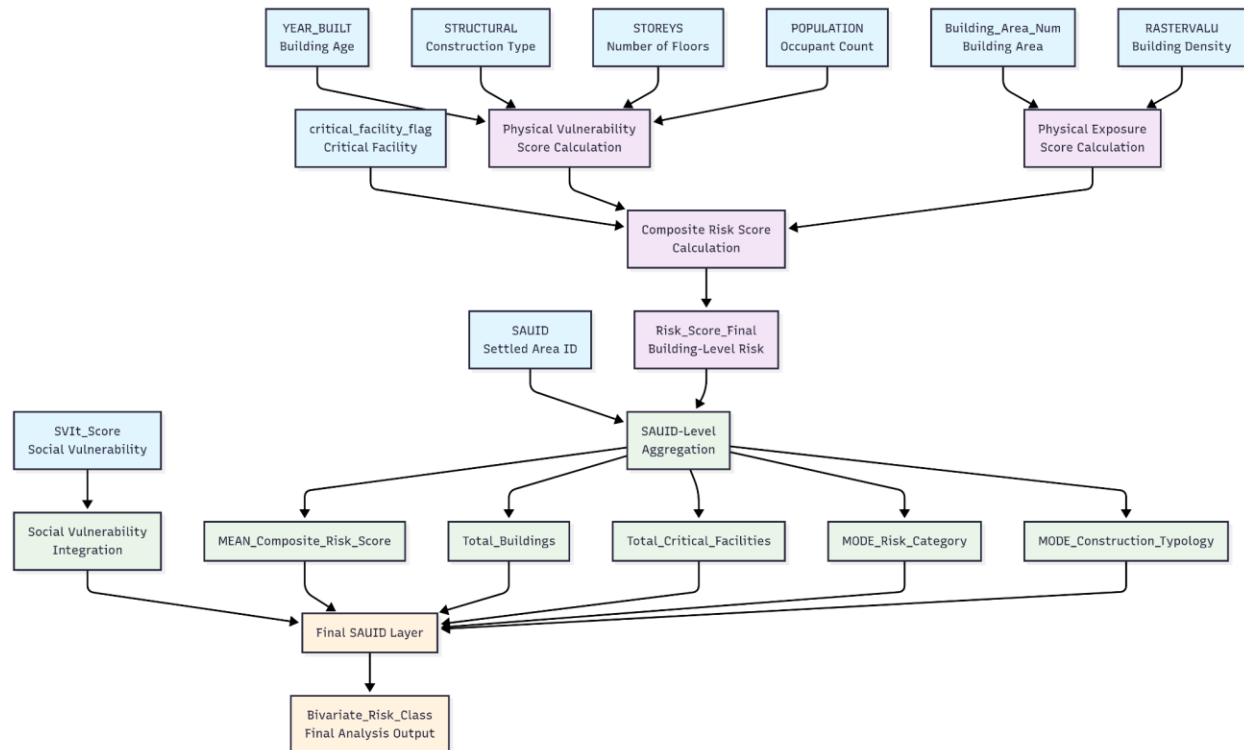 YEAR_BUILT
Building Age
STRUCTURAL
Construction Type
STOREYS
Number of Floors
POPULATION
Occupant Count
Building_Area_Num
Building Area
RASTERVALU
Building Density
critical_facility_flag
Critical Facility
Physical Vulnerability
Score Calculation
Physical Exposure
Score Calculation
Composite Risk Score
Calculation
SAUID
Settled Area ID
Risk_Score_Final
Building-Level Risk
SVIt_Score
Social Vulnerability
SAUID-Level
Aggregation
Social Vulnerability
Integration
MEAN_Composite_Risk_Score
Total_Buildings
Total_Critical_Facilities
MODE_Risk_Category
MODE_Construction_Typology
Final SAUID Layer
Bivariate_Risk_Class
Final Analysis Output